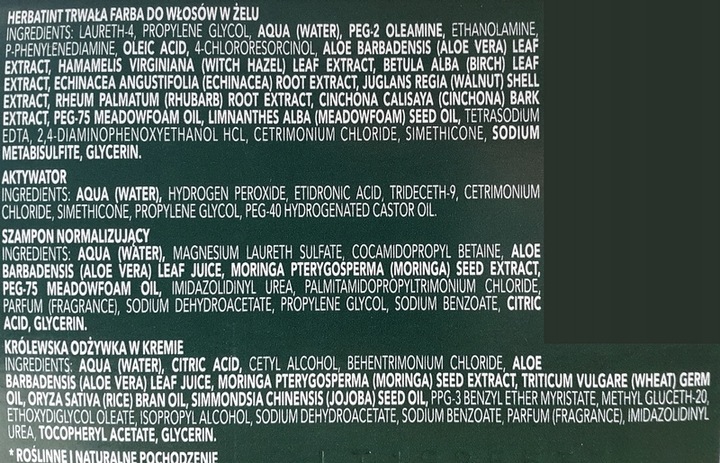 HERBATINT TRWAŁA FARBA DO WŁOSÓW W ŻELU
INGREDIENTS: LAURETH-4, PROPYLENE GLYCOL, AQUA (WATER), PEG-2 OLEAMINE, ETHANOLAMINE,
P-PHENYLENEDIAMINE, OLEIC ACID, 4-CHLORORESORCINOL, ALOE BARBADENSIS (ALOE VERA) LEAF
EXTRACT, HAMAMELIS VIRGINIANA (WITCH HAZEL) LEAF EXTRACT, BETULA ALBA (BIRCH) LEAF
EXTRACT, ECHINACEA ANGUSTIFOLIA (ECHINACEA) ROOT EXTRACT, JUGLANS REGIA (WALNUT) SHELL
EXTRACT, RHEUM PALMATUM (RHUBARB) ROOT EXTRACT, CINCHONA CALISAYA (CINCHONA) BARK
EXTRACT, PEG-75 MEADOWFOAM OIL, LIMNANTHES ALBA (MEADOWFOAM) SEED OIL, TETRASODIUM
EDTA, 2,4-DIAMINOPHENOXYETHANOL HCL, CETRIMONIUM CHLORIDE, SIMETHICONE, SODIUM
METABISULFITE, GLYCERIN.
AKTYWATOR
INGREDIENTS: AQUA (WATER), HYDROGEN PEROXIDE, ETIDRONIC ACID, TRIDECETH-9, CETRIMONIUM
CHLORIDE, SIMETHICONE, PROPYLENE GLYCOL, PEG-40 HYDROGENATED CASTOR OIL.
SZAMPON NORMALIZUJĄCY
INGREDIENTS: AQUA (WATER), MAGNESIUM LAURETH SULFATE, COCAMIDOPROPYL BETAINE, ALOE
BARBADENSIS (ALOE VERA) LEAF JUICE, MORINGA PTERYGOSPERMA (MORINGA) SEED EXTRACT,
PEG-75 MEADOWFOAM OIL, IMIDAZOLIDINYL UREA, PALMITAMIDOPROPYLTRIMONIUM CHLORIDE,
PARFUM (FRAGRANCE), SODIUM DEHYDROACETATE, PROPYLENE GLYCOL, SODIUM BENZOATE, CITRIC
ACID, GLYCERIN.
KRÓLEWSKA ODŻYWKA W KREMIE
INGREDIENTS: AQUA (WATER), CITRIC ACID, CETYL ALCOHOL, BEHENTRIMONIUM CHLORIDE, ALOE
BARBADENSIS (ALOE VERA) LEAF JUICE, MORINGA PTERYGOSPERMA (MORINGA) SEED EXTRACT, TRITICUM VULGARE (WHEAT) GERM
OIL, ORYZA SATIVA (RICE) BRAN OIL, SIMMONDSIA CHINENSIS (JOJOBA) SEED OIL, PPG-3 BENZYL ETHER MYRISTATE, METHYL GLUCETH-20,
ETHOXYDIGLYCOL OLEATE, ISOPROPYL ALCOHOL, SODIUM DEHYDROACETATE, SODIUM BENZOATE, PARFUM (FRAGRANCE), IMIDAZOLIDINYL
UREA, TOCOPHERYL ACETATE, GLYCERIN.
* ROŚLINNE I NATURALNE POCHODZENIE